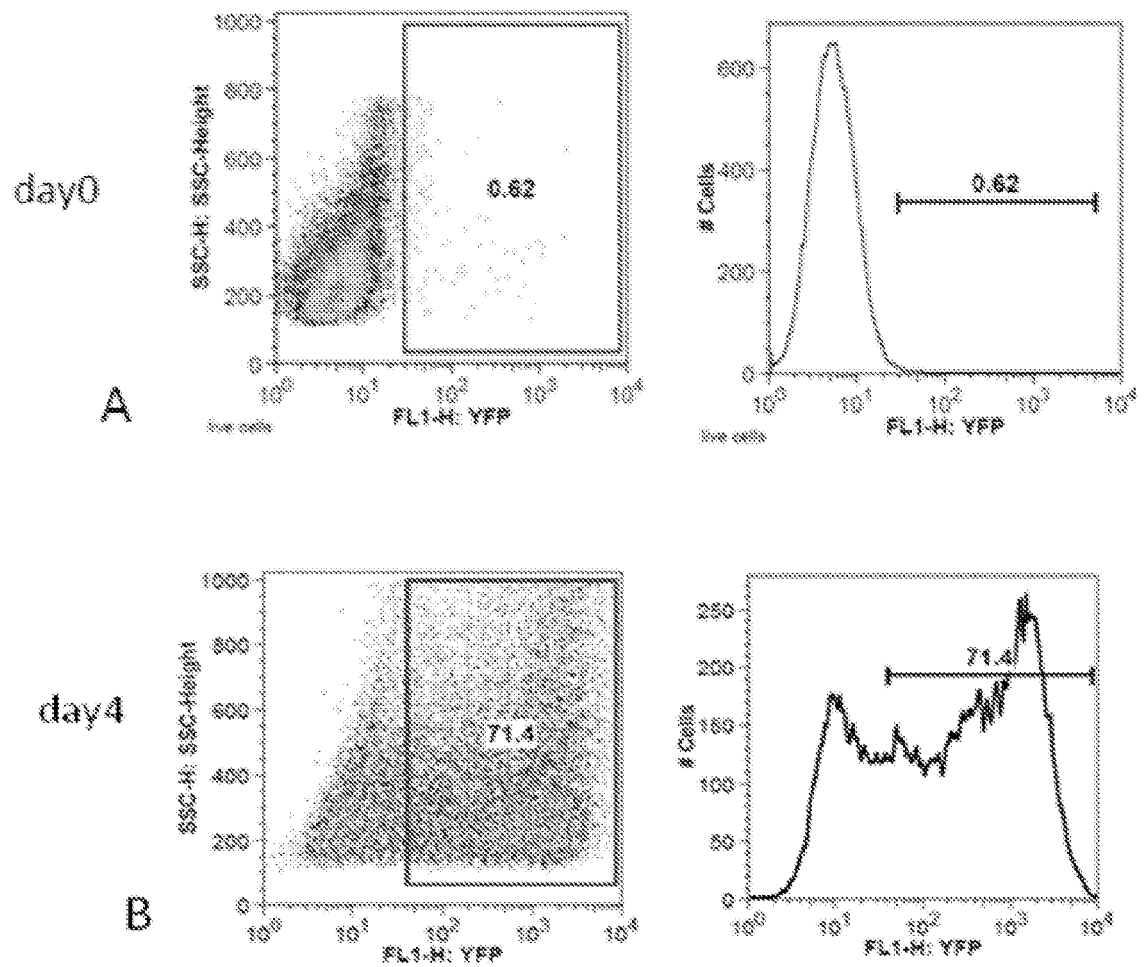 day0
A
1000
800
600
400
200
0
SSC-H: SSC-Height
0.62
10^0 10^1 10^2 10^3 10^4
FL1-H: YFP
live cells
600
400
200
0
# Cells
0.62
10^0 10^1 10^2 10^3 10^4
FL1-H: YFP
live cells
day4
B
1000
800
600
400
200
0
SSC-H: SSC-Height
71.4
10^0 10^1 10^2 10^3 10^4
FL1-H: YFP
250
200
150
100
50
0
# Cells
71.4
10^0 10^1 10^2 10^3 10^4
FL1-H: YFP